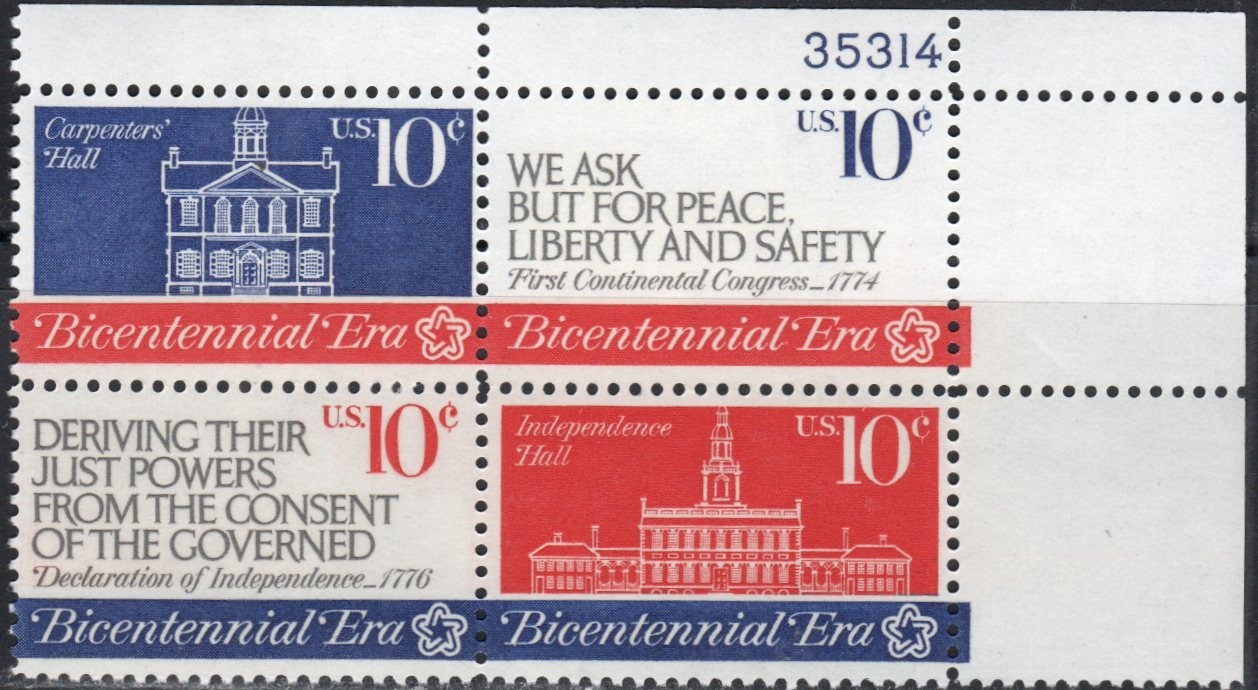 35314
Carpenters'
Hall
U.S. 10¢
Bicentennial Era
U.S. 10¢
WE ASK
BUT FOR PEACE,
LIBERTY AND SAFETY
First Continental Congress_1774
Bicentennial Era
U.S. 10¢
DERIVING THEIR
JUST POWERS
FROM THE CONSENT
OF THE GOVERNED
Declaration of Independence_1776
Bicentennial Era
Independence
Hall
U.S. 10¢
Bicentennial Era